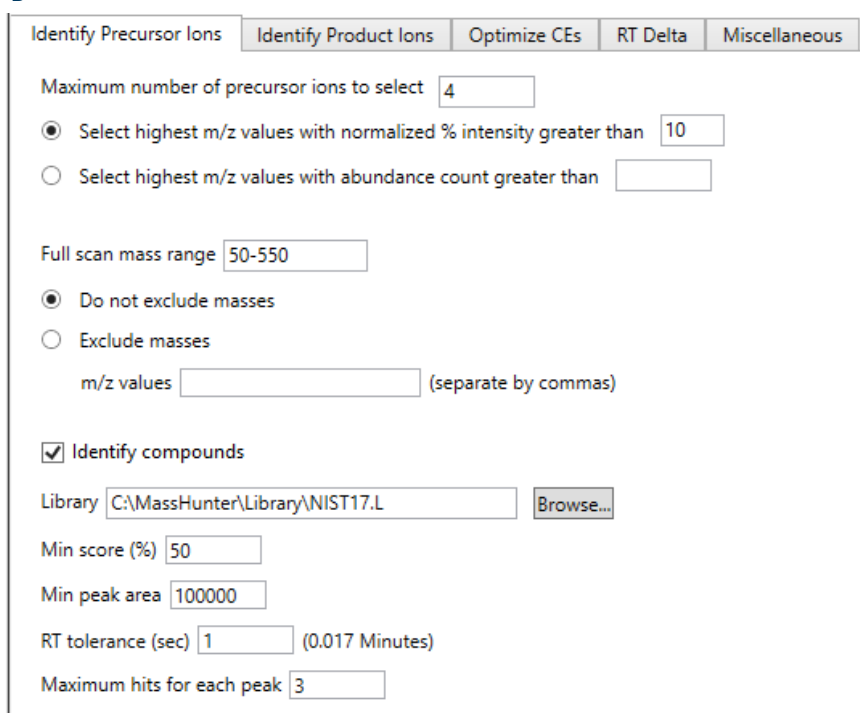 Identify Precursor Ions Identify Product Ions Optimize CEs RT Delta Miscellaneous
Maximum number of precursor ions to select 4
Select highest m/z values with normalized % intensity greater than 10
Select highest m/z values with abundance count greater than
Full scan mass range 50-550
Do not exclude masses
Exclude masses
m/z values (separate by commas)
Identify compounds
Library C:\MassHunter\Library\NIST17.L Browse...
Min score (%) 50
Min peak area 100000
RT tolerance (sec) 1 (0.017 Minutes)
Maximum hits for each peak 3